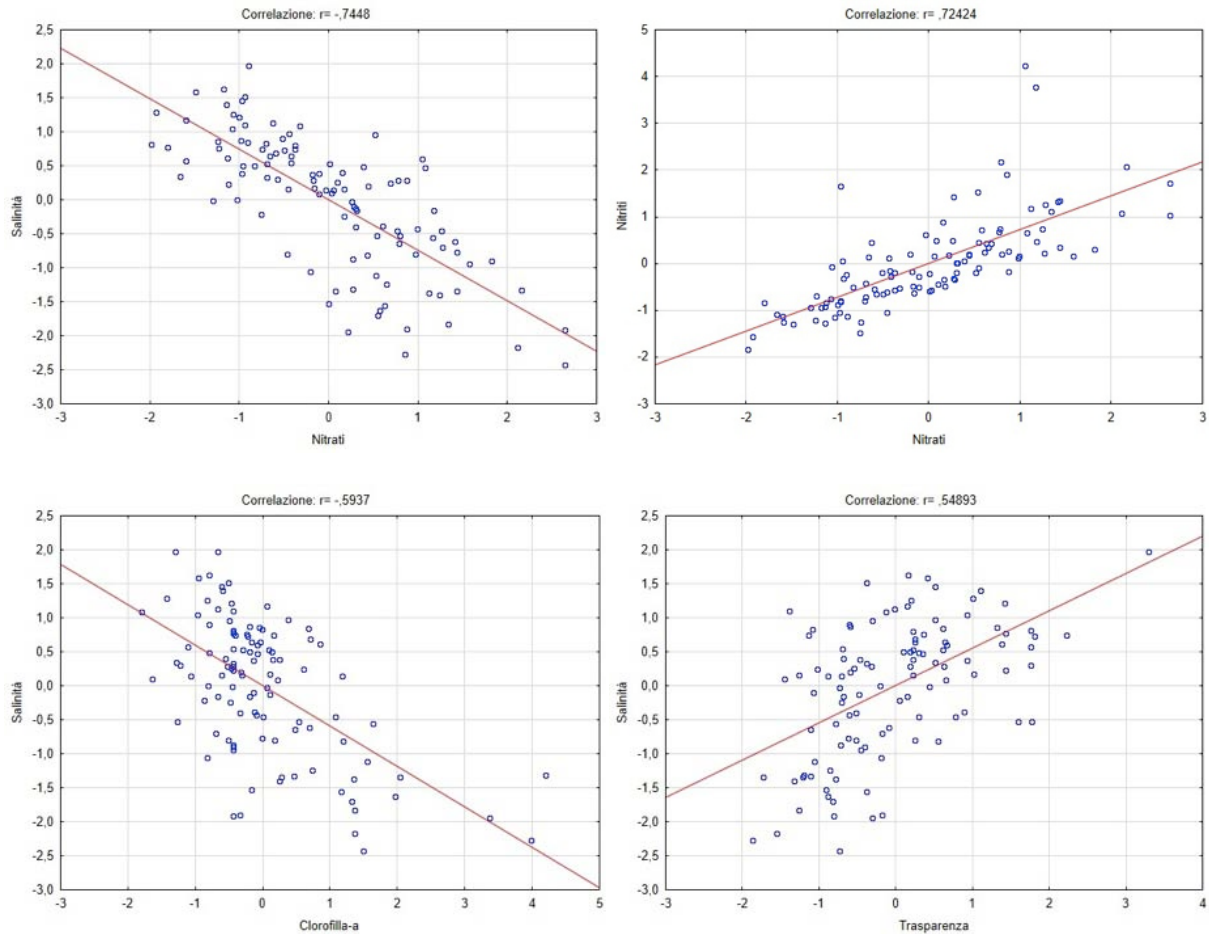 Correlazione: r= -,7448
2,5
2,0
1,5
1,0
0,5
0,0
-0,5
-1,0
-1,5
-2,0
-2,5
-3,0
Salinità
-3 -2 -1 0 1 2 3
Nitrati
Correlazione: r= ,72424
5
4
3
2
1
0
-1
-2
-3
Nitriti
-3 -2 -1 0 1 2 3
Nitrati
Correlazione: r= -,5937
2,5
2,0
1,5
1,0
0,5
0,0
-0,5
-1,0
-1,5
-2,0
-2,5
-3,0
Salinità
-3 -2 -1 0 1 2 3 4 5
Clorofilla-a
Correlazione: r= ,54893
2,5
2,0
1,5
1,0
0,5
0,0
-0,5
-1,0
-1,5
-2,0
-2,5
-3,0
Salinità
-3 -2 -1 0 1 2 3 4
Trasparenza